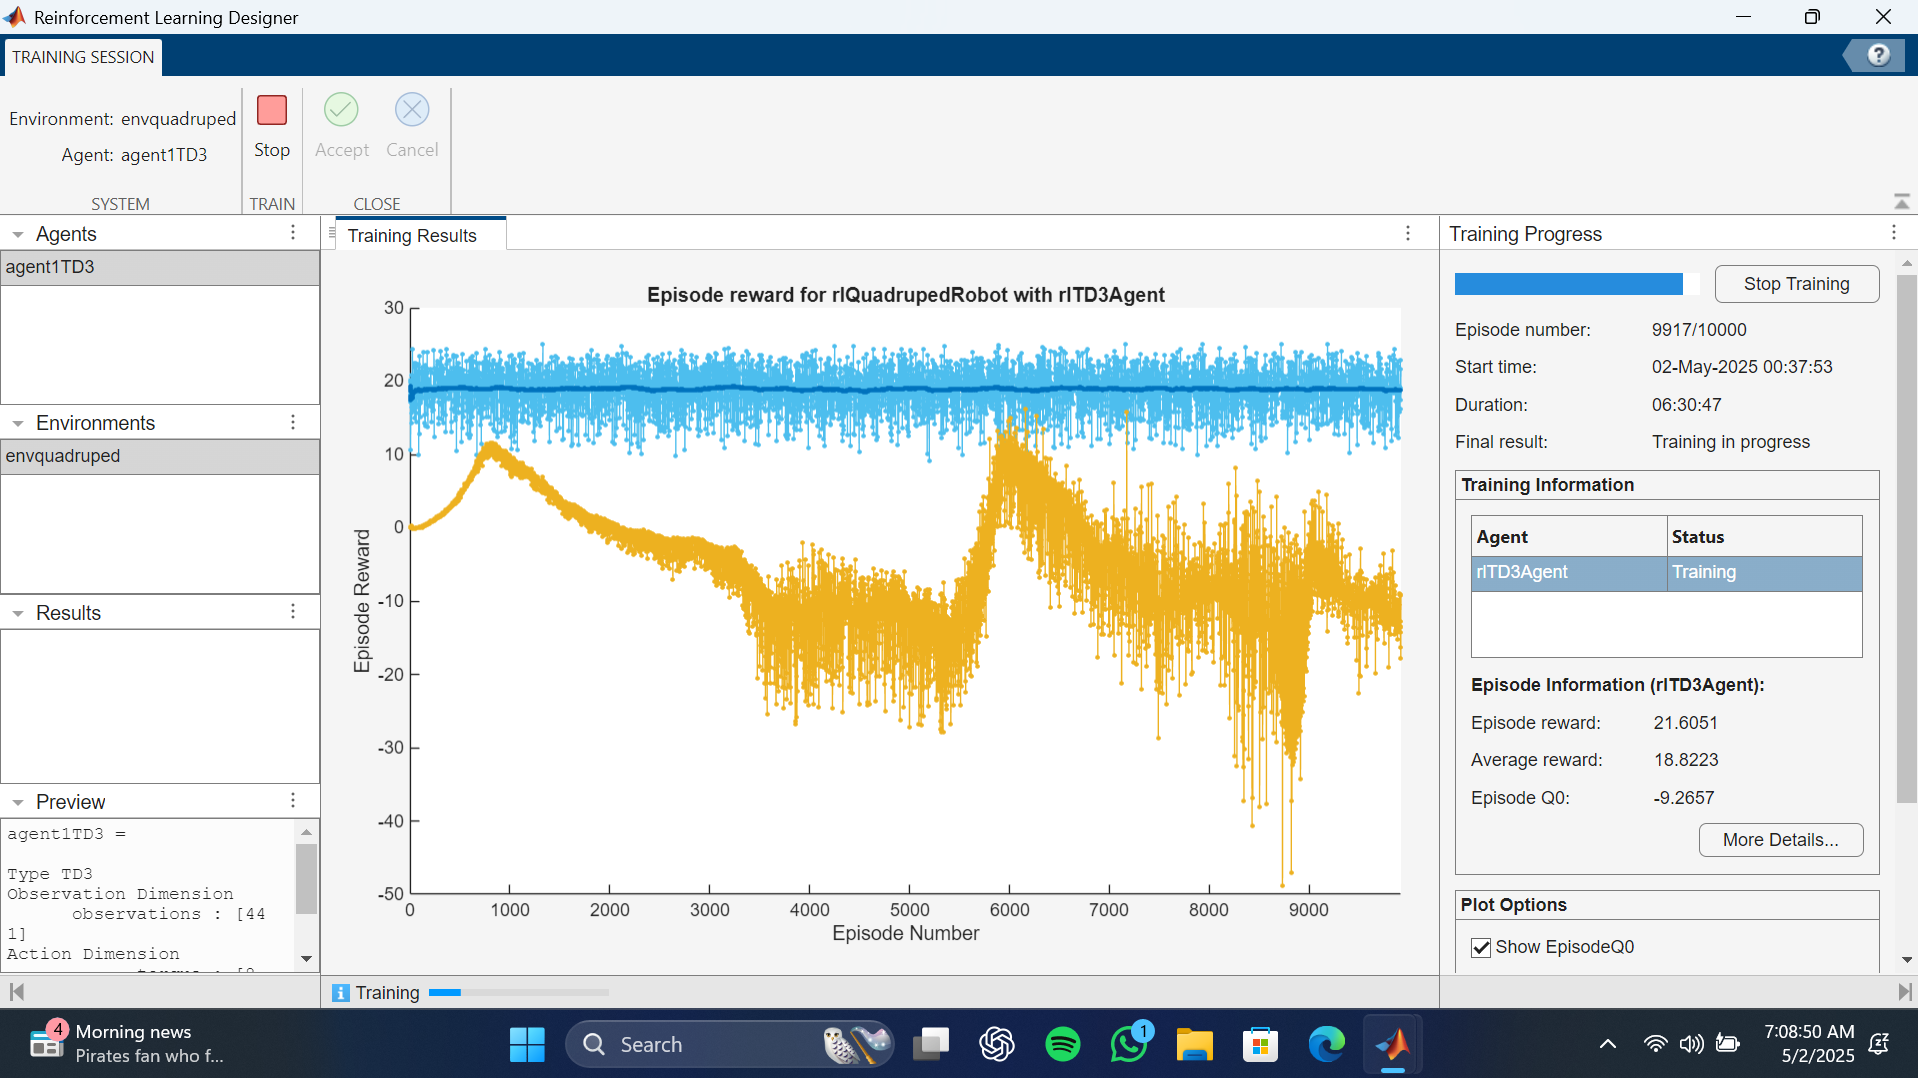 Reinforcement Learning Designer
TRAINING SESSION
?
Environment: envquadruped
Agent: agent1TD3
Stop
Accept
Cancel
SYSTEM
TRAIN
CLOSE
Agents
agent1TD3
Environments
envquadruped
Results
Preview
agent1TD3 =
Type TD3
Observation Dimension
observations : [44
1]
Action Dimension
Training Results
Episode reward for rlQuadrupedRobot with rlTD3Agent
30
20
10
0
-10
-20
-30
-40
-50
Episode Reward
0 1000 2000 3000 4000 5000 6000 7000 8000 9000
Episode Number
Training
Training Progress
Stop Training
Episode number: 9917/10000
Start time: 02-May-2025 00:37:53
Duration: 06:30:47
Final result: Training in progress
Training Information
Agent Status
rlTD3Agent Training
Episode Information (rlTD3Agent):
Episode reward: 21.6051
Average reward: 18.8223
Episode Q0: -9.2657
More Details...
Plot Options
Show EpisodeQ0
4
Morning news
Pirates fan who f...
Search
1
7:08:50 AM
5/2/2025